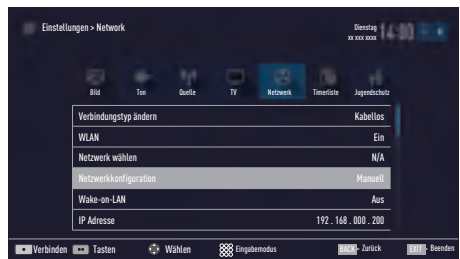 Einstellungen > Network
Dienstag
xx xxx xxxx
14:00
Bild Ton Quelle TV Netzwerk Timerliste Jugendschutz
Verbindungstyp ändern Kabellos
WLAN Ein
Netzwerk wählen N/A
Netzwerkkonfiguration Manuell
Wake-on-LAN Aus
IP Adresse 192 . 168 . 000 . 200
Verbinden Tasten Wählen Eingabemodus BACK - Zurück EXIT - Beenden